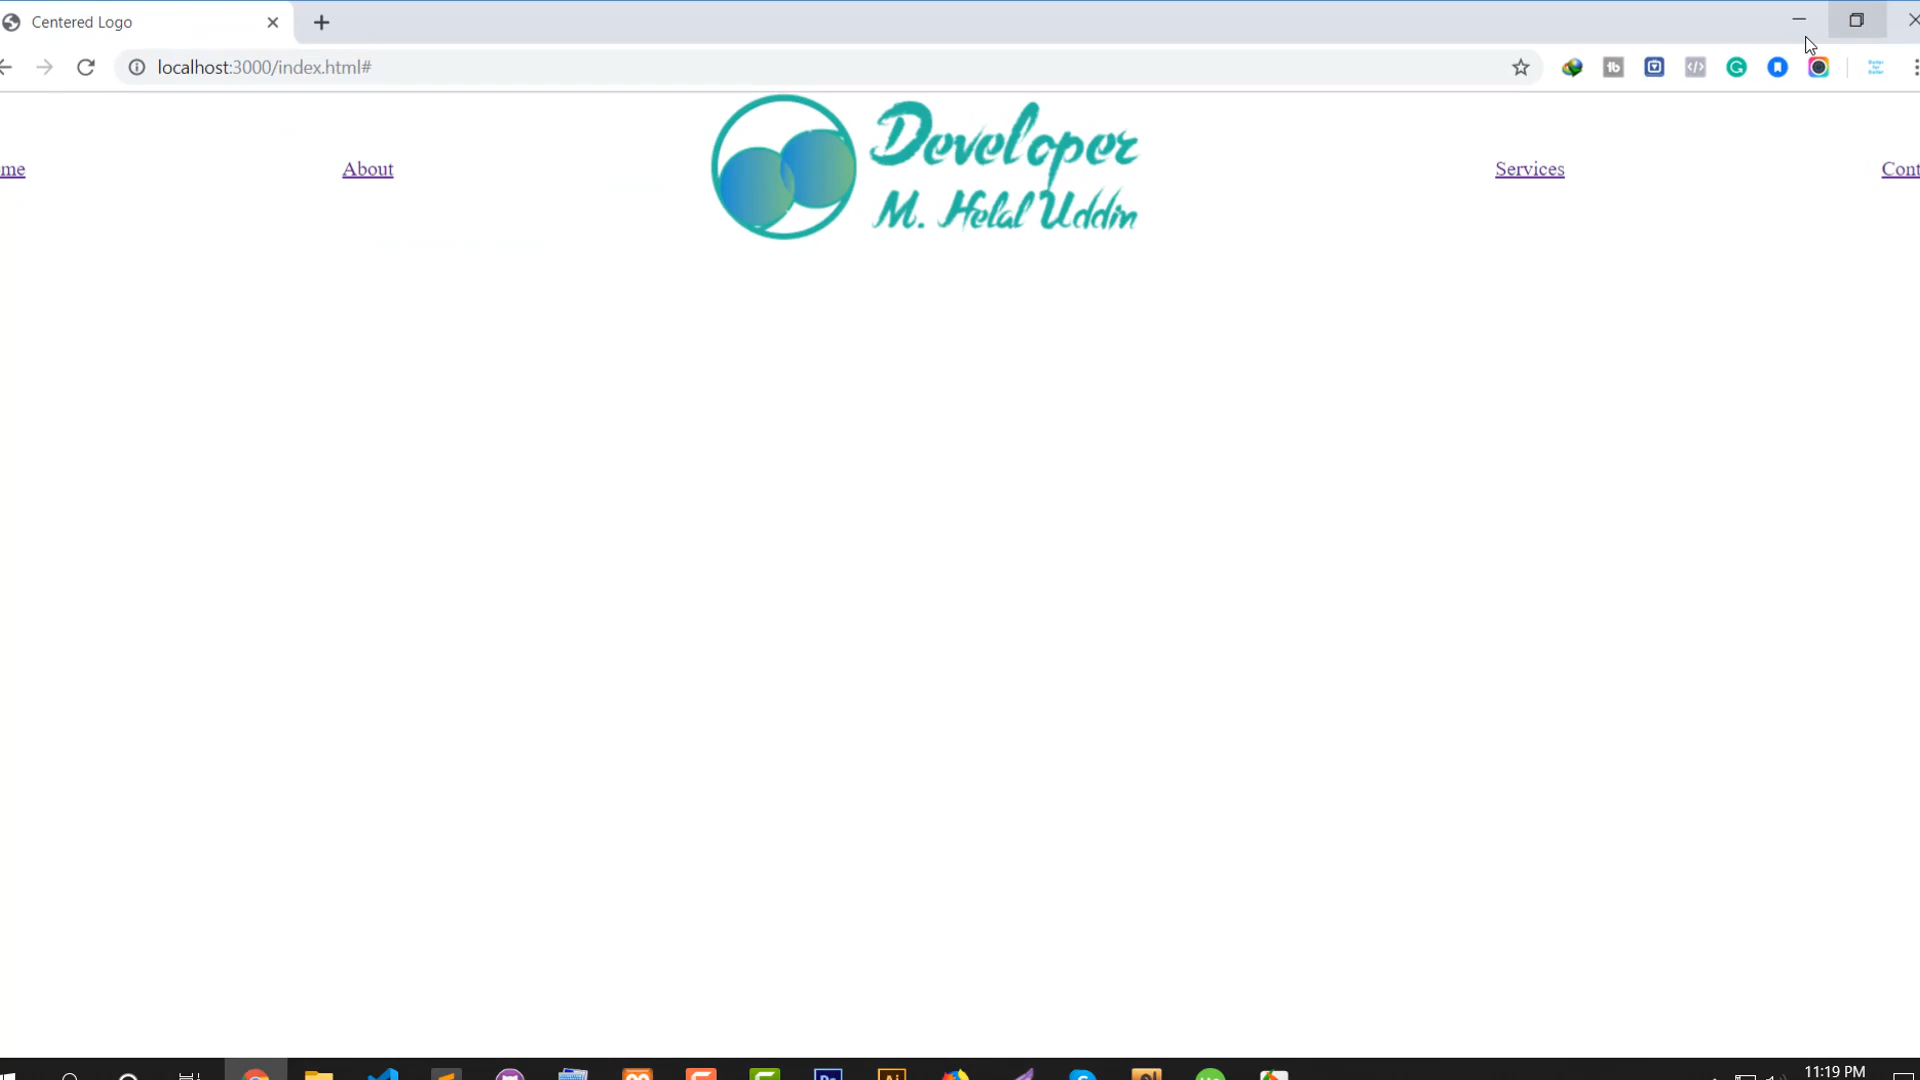 Centered Logo
localhost:3000/index.html#
me About Developer Services Cont
M. Helal Uddin
11:19 PM